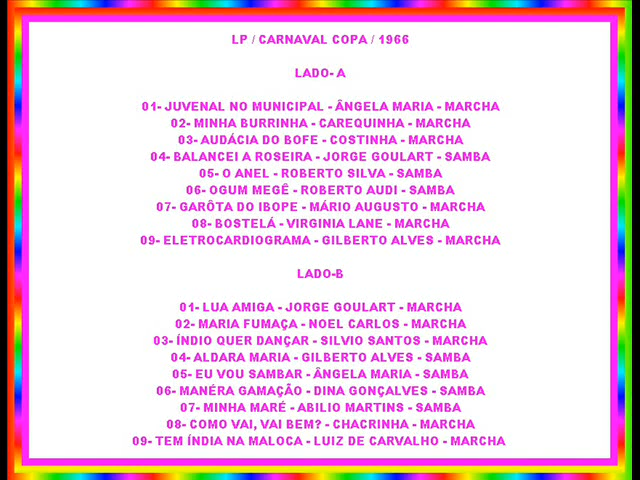 LP / CARNAVAL COPA / 1966
LADO- A
01- JUVENAL NO MUNICIPAL - ÂNGELA MARIA - MARCHA
02- MINHA BURRINHA - CAREQUINHA - MARCHA
03- AUDÁCIA DO BOFE - COSTINHA - MARCHA
04- BALANCEI A ROSEIRA - JORGE GOULART - SAMBA
05- O ANEL - ROBERTO SILVA - SAMBA
06- OGUM MEGÊ - ROBERTO AUDI - SAMBA
07- GARÔTA DO IBOPE - MÁRIO AUGUSTO - MARCHA
08- BOSTELÁ - VIRGINIA LANE - MARCHA
09- ELETROCARDIOGRAMA - GILBERTO ALVES - MARCHA
LADO-B
01- LUA AMIGA - JORGE GOULART - MARCHA
02- MARIA FUMAÇA - NOEL CARLOS - MARCHA
03- ÍNDIO QUER DANÇAR - SILVIO SANTOS - MARCHA
04- ALDARA MARIA - GILBERTO ALVES - SAMBA
05- EU VOU SAMBAR - ÂNGELA MARIA - SAMBA
06- MANÉRA GAMAÇÃO - DINA GONÇALVES - SAMBA
07- MINHA MARÉ - ABILIO MARTINS - SAMBA
08- COMO VAI, VAI BEM? - CHACRINHA - MARCHA
09- TEM ÍNDIA NA MALOCA - LUIZ DE CARVALHO - MARCHA